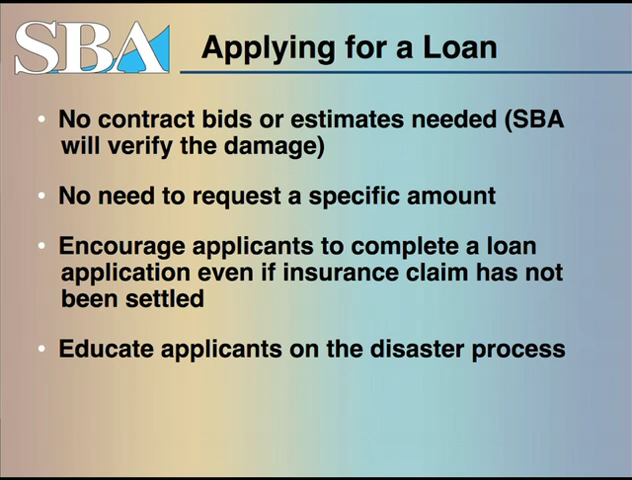 SBA
Applying for a Loan
• No contract bids or estimates needed (SBA
will verify the damage)
• No need to request a specific amount
• Encourage applicants to complete a loan
application even if insurance claim has not
been settled
• Educate applicants on the disaster process